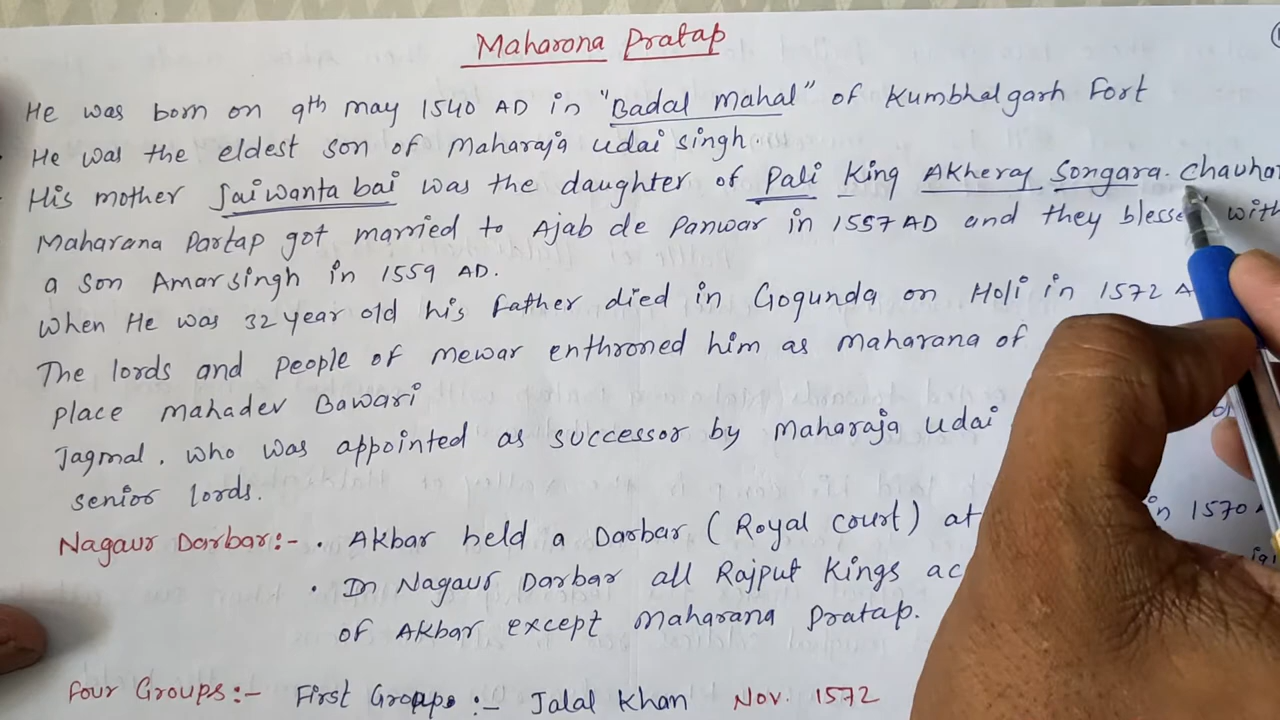 Maharona Pratap
He was born on 9th may 1540 AD in "Badal mahal" of Kumbhalgarh Fort
He was the eldest son of Maharaja Udai singh.
His mother Jaiwanta bai was the daughter of Pali King Akheraj Songara. Chauha
Maharana Partap got married to Ajab de Panwar in 1557 AD and they blesse with
a son Amarsingh in 1559 AD.
When He was 32 year old his Father died in Gogunda on Holi in 1572 A
The lords and people of mewar enthroned him as maharana of
place mahadev Bawari
Jagmal. who was appointed as successor by Maharaja Udai
senior lords.
Nagaur Darbar:- . Akbar held a Darbar (Royal court) at in 1570
. In Nagaur Darbar all Rajput Kings ac
of Akbar except Maharana Pratap.
Four Groups:- First Group :- Jalal Khan Nov. 1572